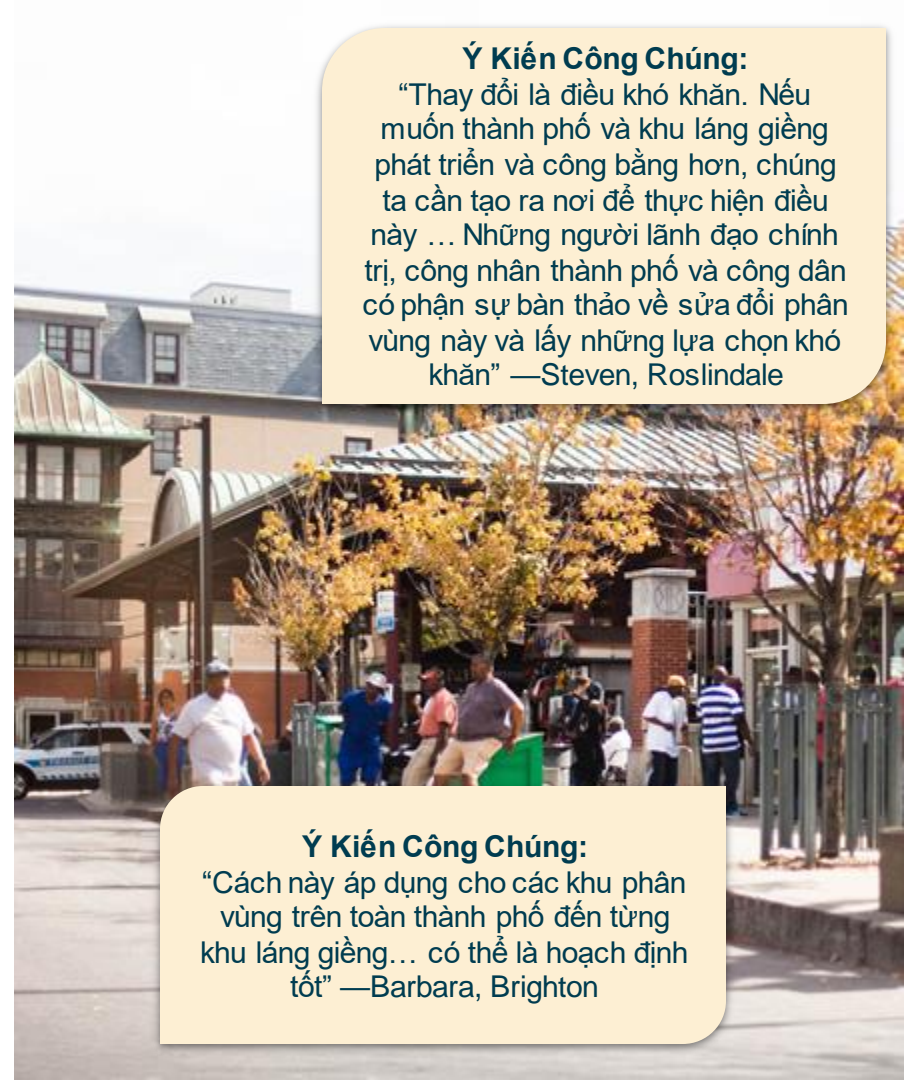 Ý Kiến Công Chúng:
“Thay đổi là điều khó khăn. Nếu
muốn thành phố và khu láng giềng
phát triển và công bằng hơn, chúng
ta cần tạo ra nơi để thực hiện điều
này … Những người lãnh đạo chính
trị, công nhân thành phố và công dân
có phận sự bàn thảo về sửa đổi phân
vùng này và lấy những lựa chọn khó
khăn” —Steven, Roslindale
Ý Kiến Công Chúng:
“Cách này áp dụng cho các khu phân
vùng trên toàn thành phố đến từng
khu láng giềng… có thể là hoạch định
tốt” —Barbara, Brighton